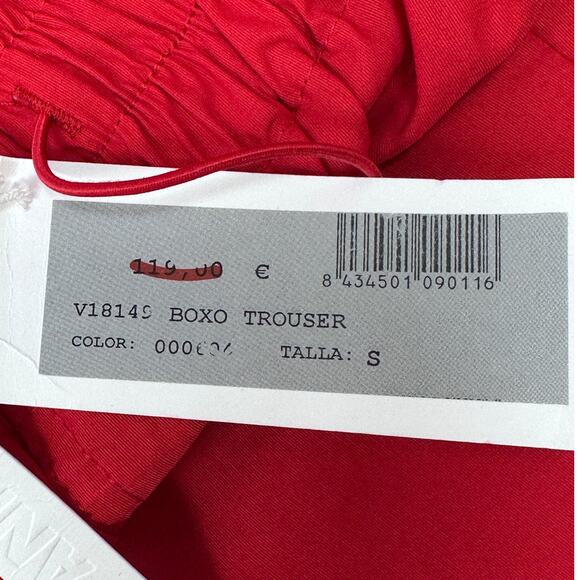 119,00 €
8 434501 090116
V18149 BOXO TROUSER
COLOR: TALLA: S